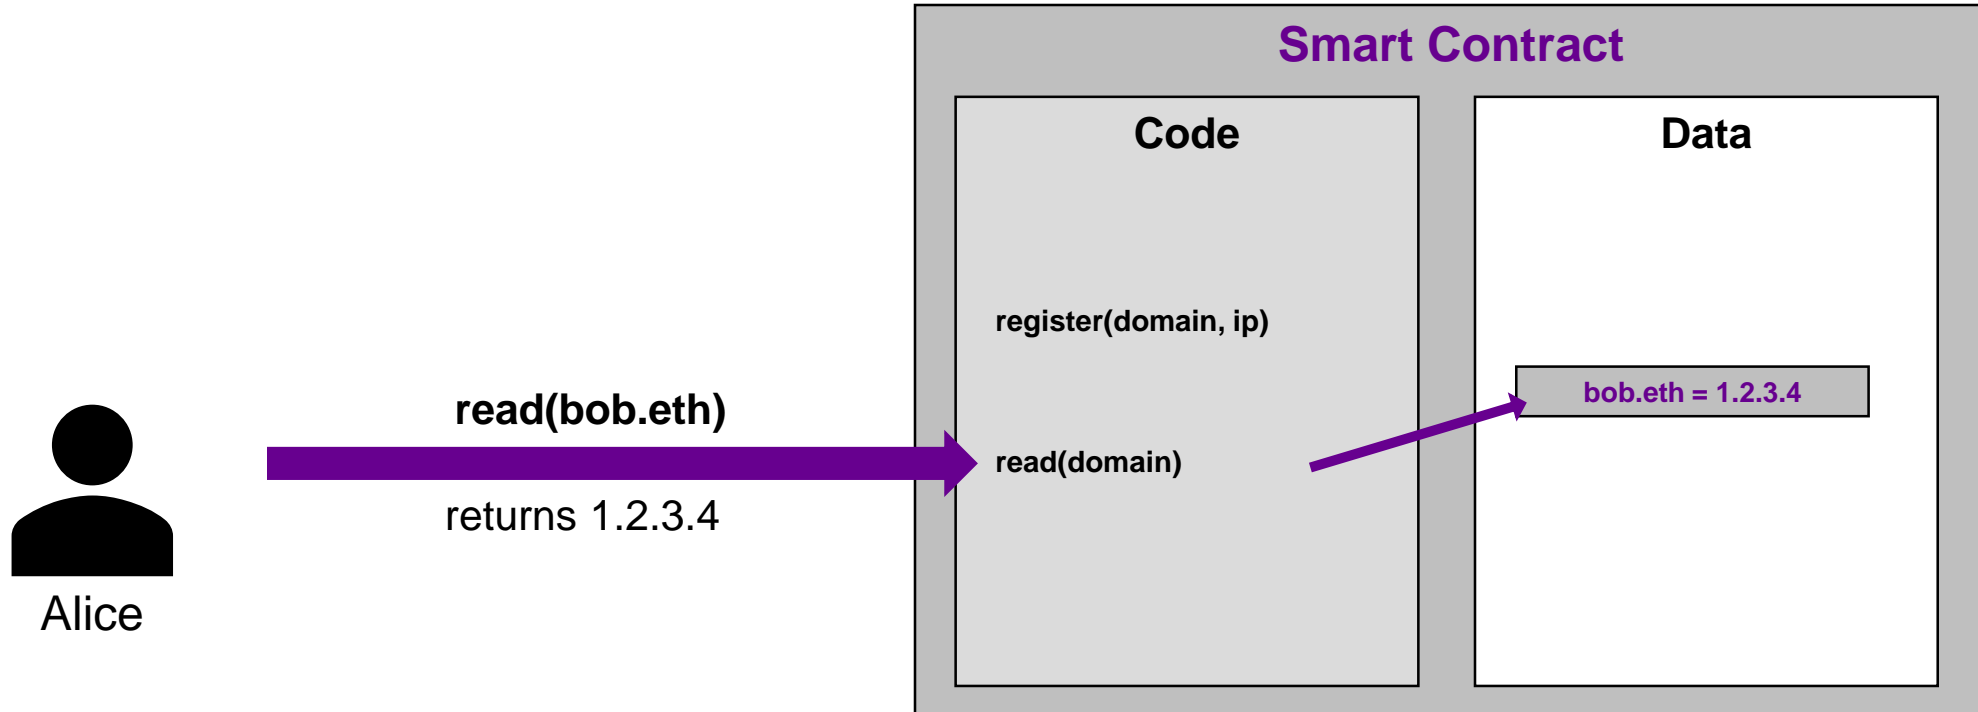 Smart Contract
Code
Data
register(domain, ip)
bob.eth = 1.2.3.4
read(bob.eth)
read(domain)
returns 1.2.3.4
Alice